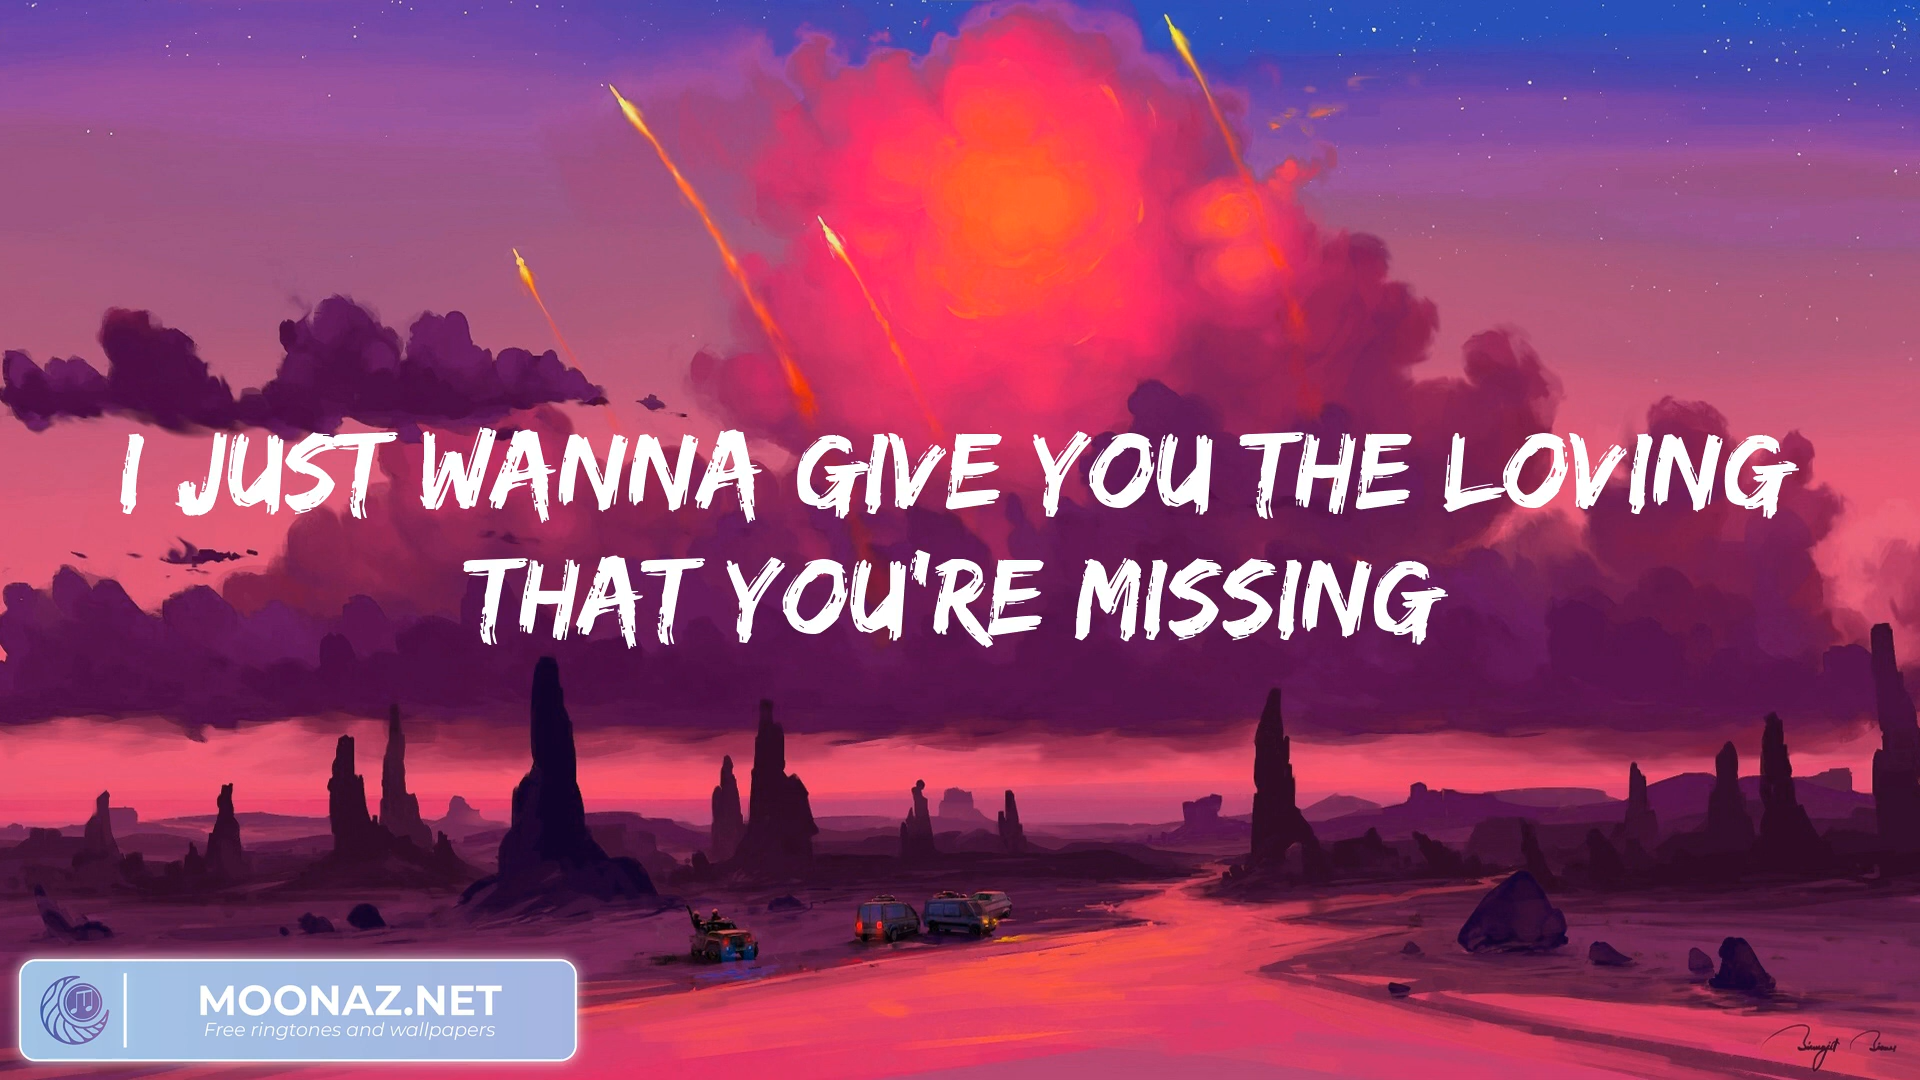 I JUST WANNA GIVE YOU THE LOVING
THAT YOU'RE MISSING
MOONAZ.NET
Free ringtones and wallpapers